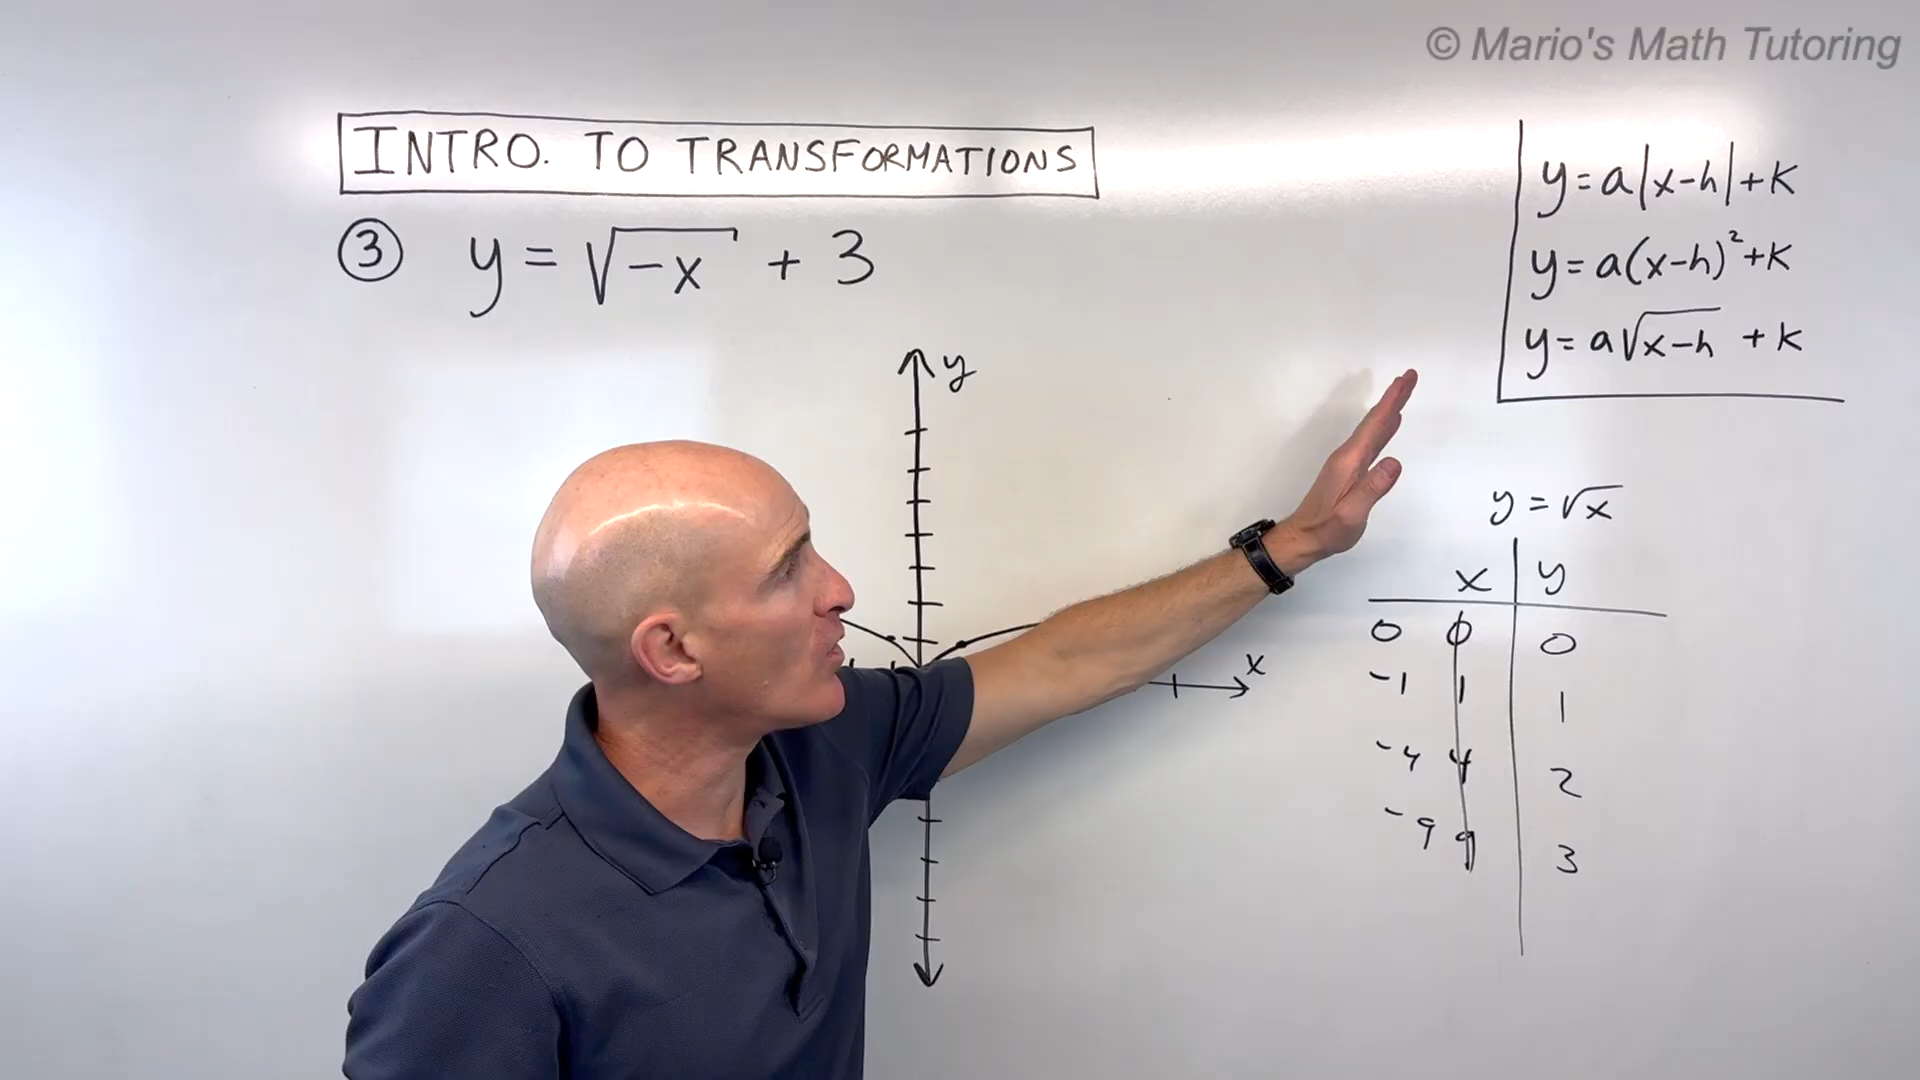 © Mario's Math Tutoring
INTRO. TO TRANSFORMATIONS
③ y = √-x + 3
y = a|x-h| + k
y = a(x-h)² + k
y = a√x-h + k
y
x
y = √x
x y
0 0 0
-1 1 1
-4 4 2
-9 9 3